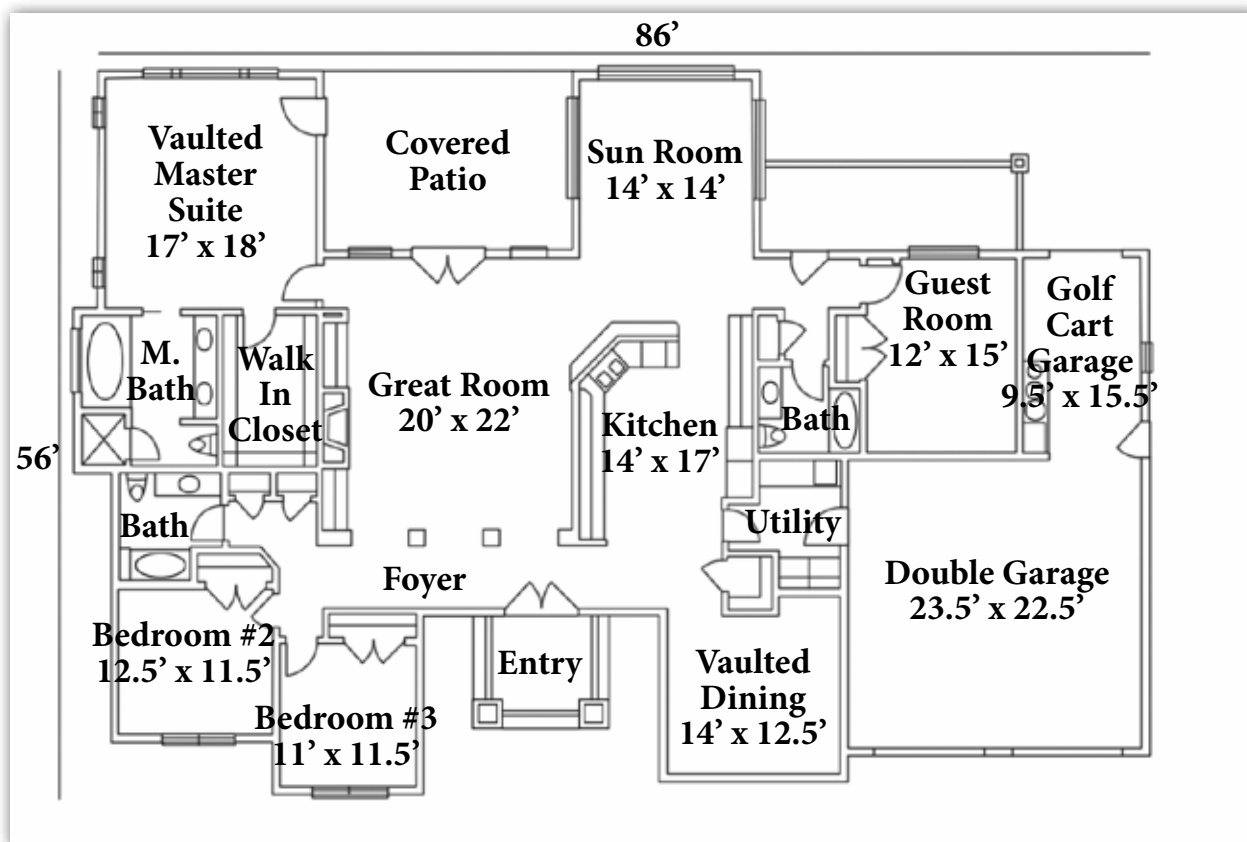 86’
Vaulted
Master
Suite
17’ x 18’
Covered
Patio
Sun Room
14’ x 14’
Guest
Room
12’ x 15’
Golf
Cart
Garage
9.5’ x 15.5’
M.
Bath
Walk
In
Closet
Great Room
20’ x 22’
Kitchen
14’ x 17’
Bath
56’
Bath
Utility
Foyer
Double Garage
23.5’ x 22.5’
Bedroom #2
12.5’ x 11.5’
Entry
Vaulted
Dining
14’ x 12.5’
Bedroom #3
11’ x 11.5’